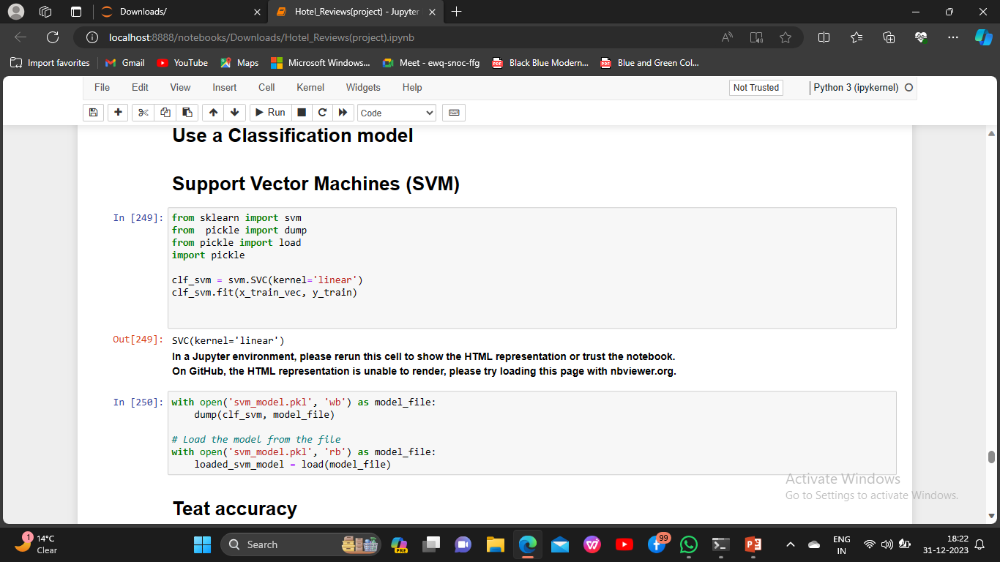 Downloads/
Hotel_Reviews(project) - Jupyter
localhost:8888/notebooks/Downloads/Hotel_Reviews(project).ipynb
Import favorites
Gmail
YouTube
Maps
Microsoft Windows...
Meet - ewq-snoc-ffg
Black Blue Modern...
Blue and Green Col...
File Edit View Insert Cell Kernel Widgets Help
Not Trusted
Python 3 (ipykernel)
Run
Code
Use a Classification model
Support Vector Machines (SVM)
In [249]:
from sklearn import svm
from  pickle import dump
from pickle import load
import pickle
clf_svm = svm.SVC(kernel='linear')
clf_svm.fit(x_train_vec, y_train)
Out[249]:
SVC(kernel='linear')
In a Jupyter environment, please rerun this cell to show the HTML representation or trust the notebook.
On GitHub, the HTML representation is unable to render, please try loading this page with nbviewer.org.
In [250]:
with open('svm_model.pkl', 'wb') as model_file:
    dump(clf_svm, model_file)
# Load the model from the file
with open('svm_model.pkl', 'rb') as model_file:
    loaded_svm_model = load(model_file)
Teat accuracy
Activate Windows
Go to Settings to activate Windows.
1
14°C
Clear
Search
PRE
99
ENG
IN
18:22
31-12-2023